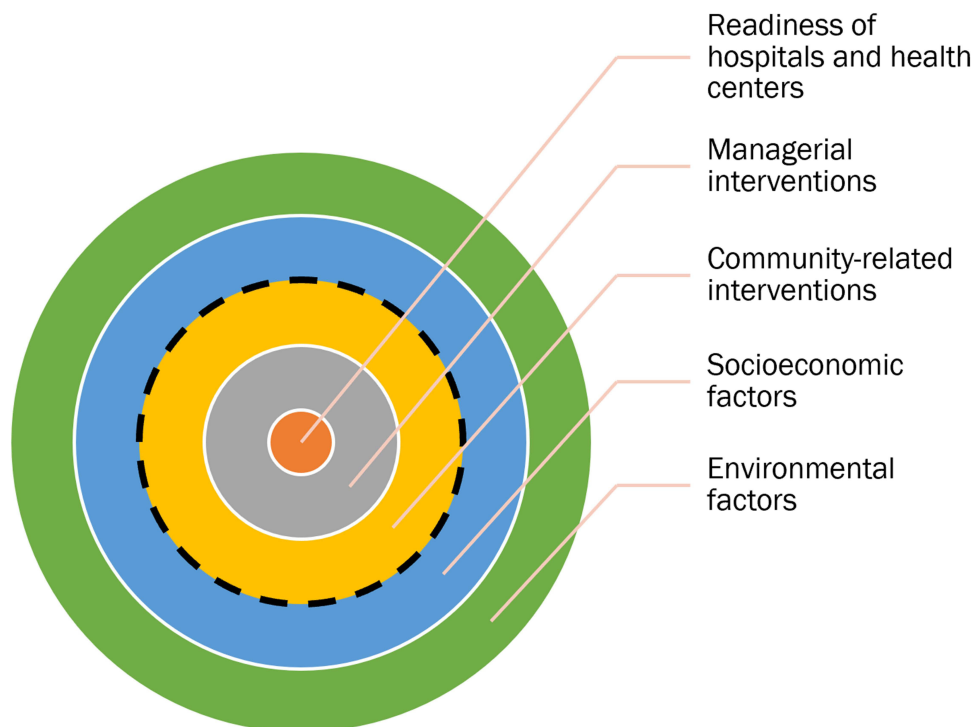 Readiness of
hospitals and health
centers
Managerial
interventions
Community-related
interventions
Socioeconomic
factors
Environmental
factors